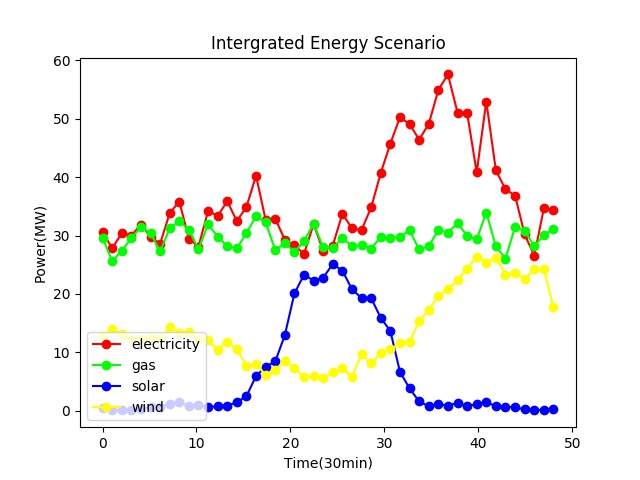 Intergrated Energy Scenario
60
50
40
30
20
10
0
Power(MW)
electricity
gas
solar
wind
0 10 20 30 40 50
Time(30min)